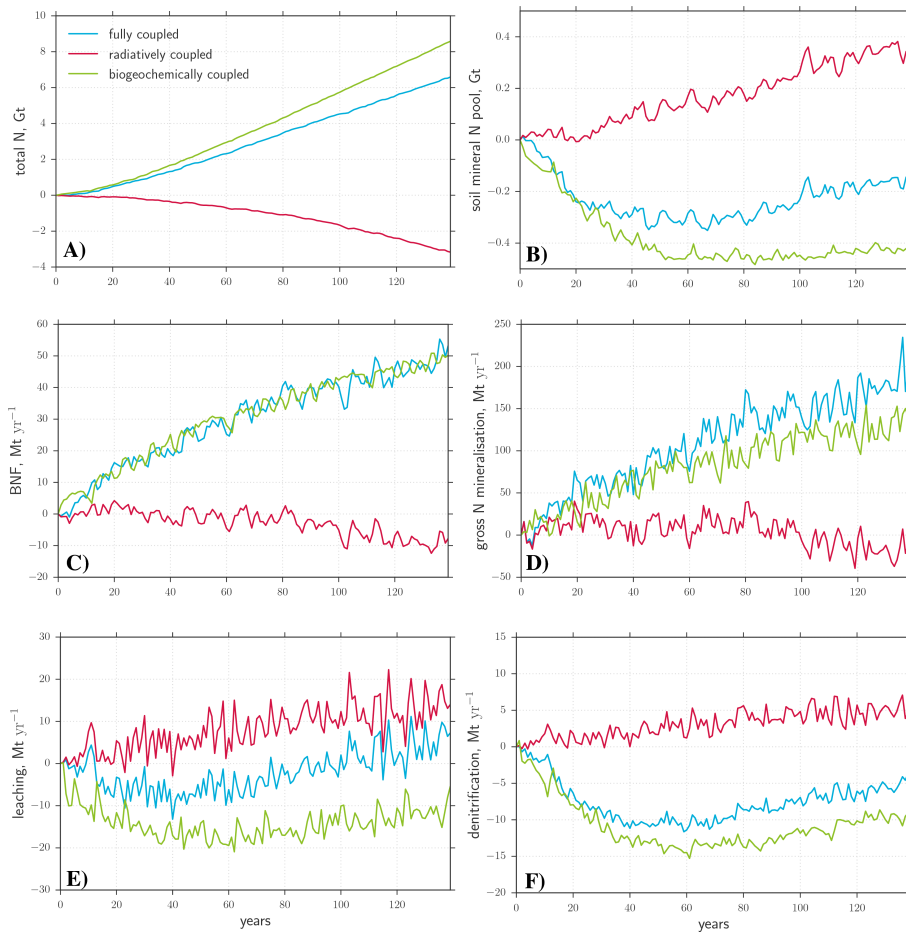 total N, Gt
10
8
6
4
2
0
−2
−4
fully coupled
radiatively coupled
biogeochemically coupled
A)
0 20 40 60 80 100 120
soil mineral N pool, Gt
0.4
0.2
0.0
−0.2
−0.4
B)
0 20 40 60 80 100 120
BNF, Mt yr−1
60
50
40
30
20
10
0
−10
−20
C)
0 20 40 60 80 100 120
gross N mineralisation, Mt yr−1
250
200
150
100
50
0
−50
D)
0 20 40 60 80 100 120
leaching, Mt yr−1
30
20
10
0
−10
−20
−30
E)
0 20 40 60 80 100 120
years
denitrification, Mt yr−1
15
10
5
0
−5
−10
−15
−20
F)
0 20 40 60 80 100 120
years